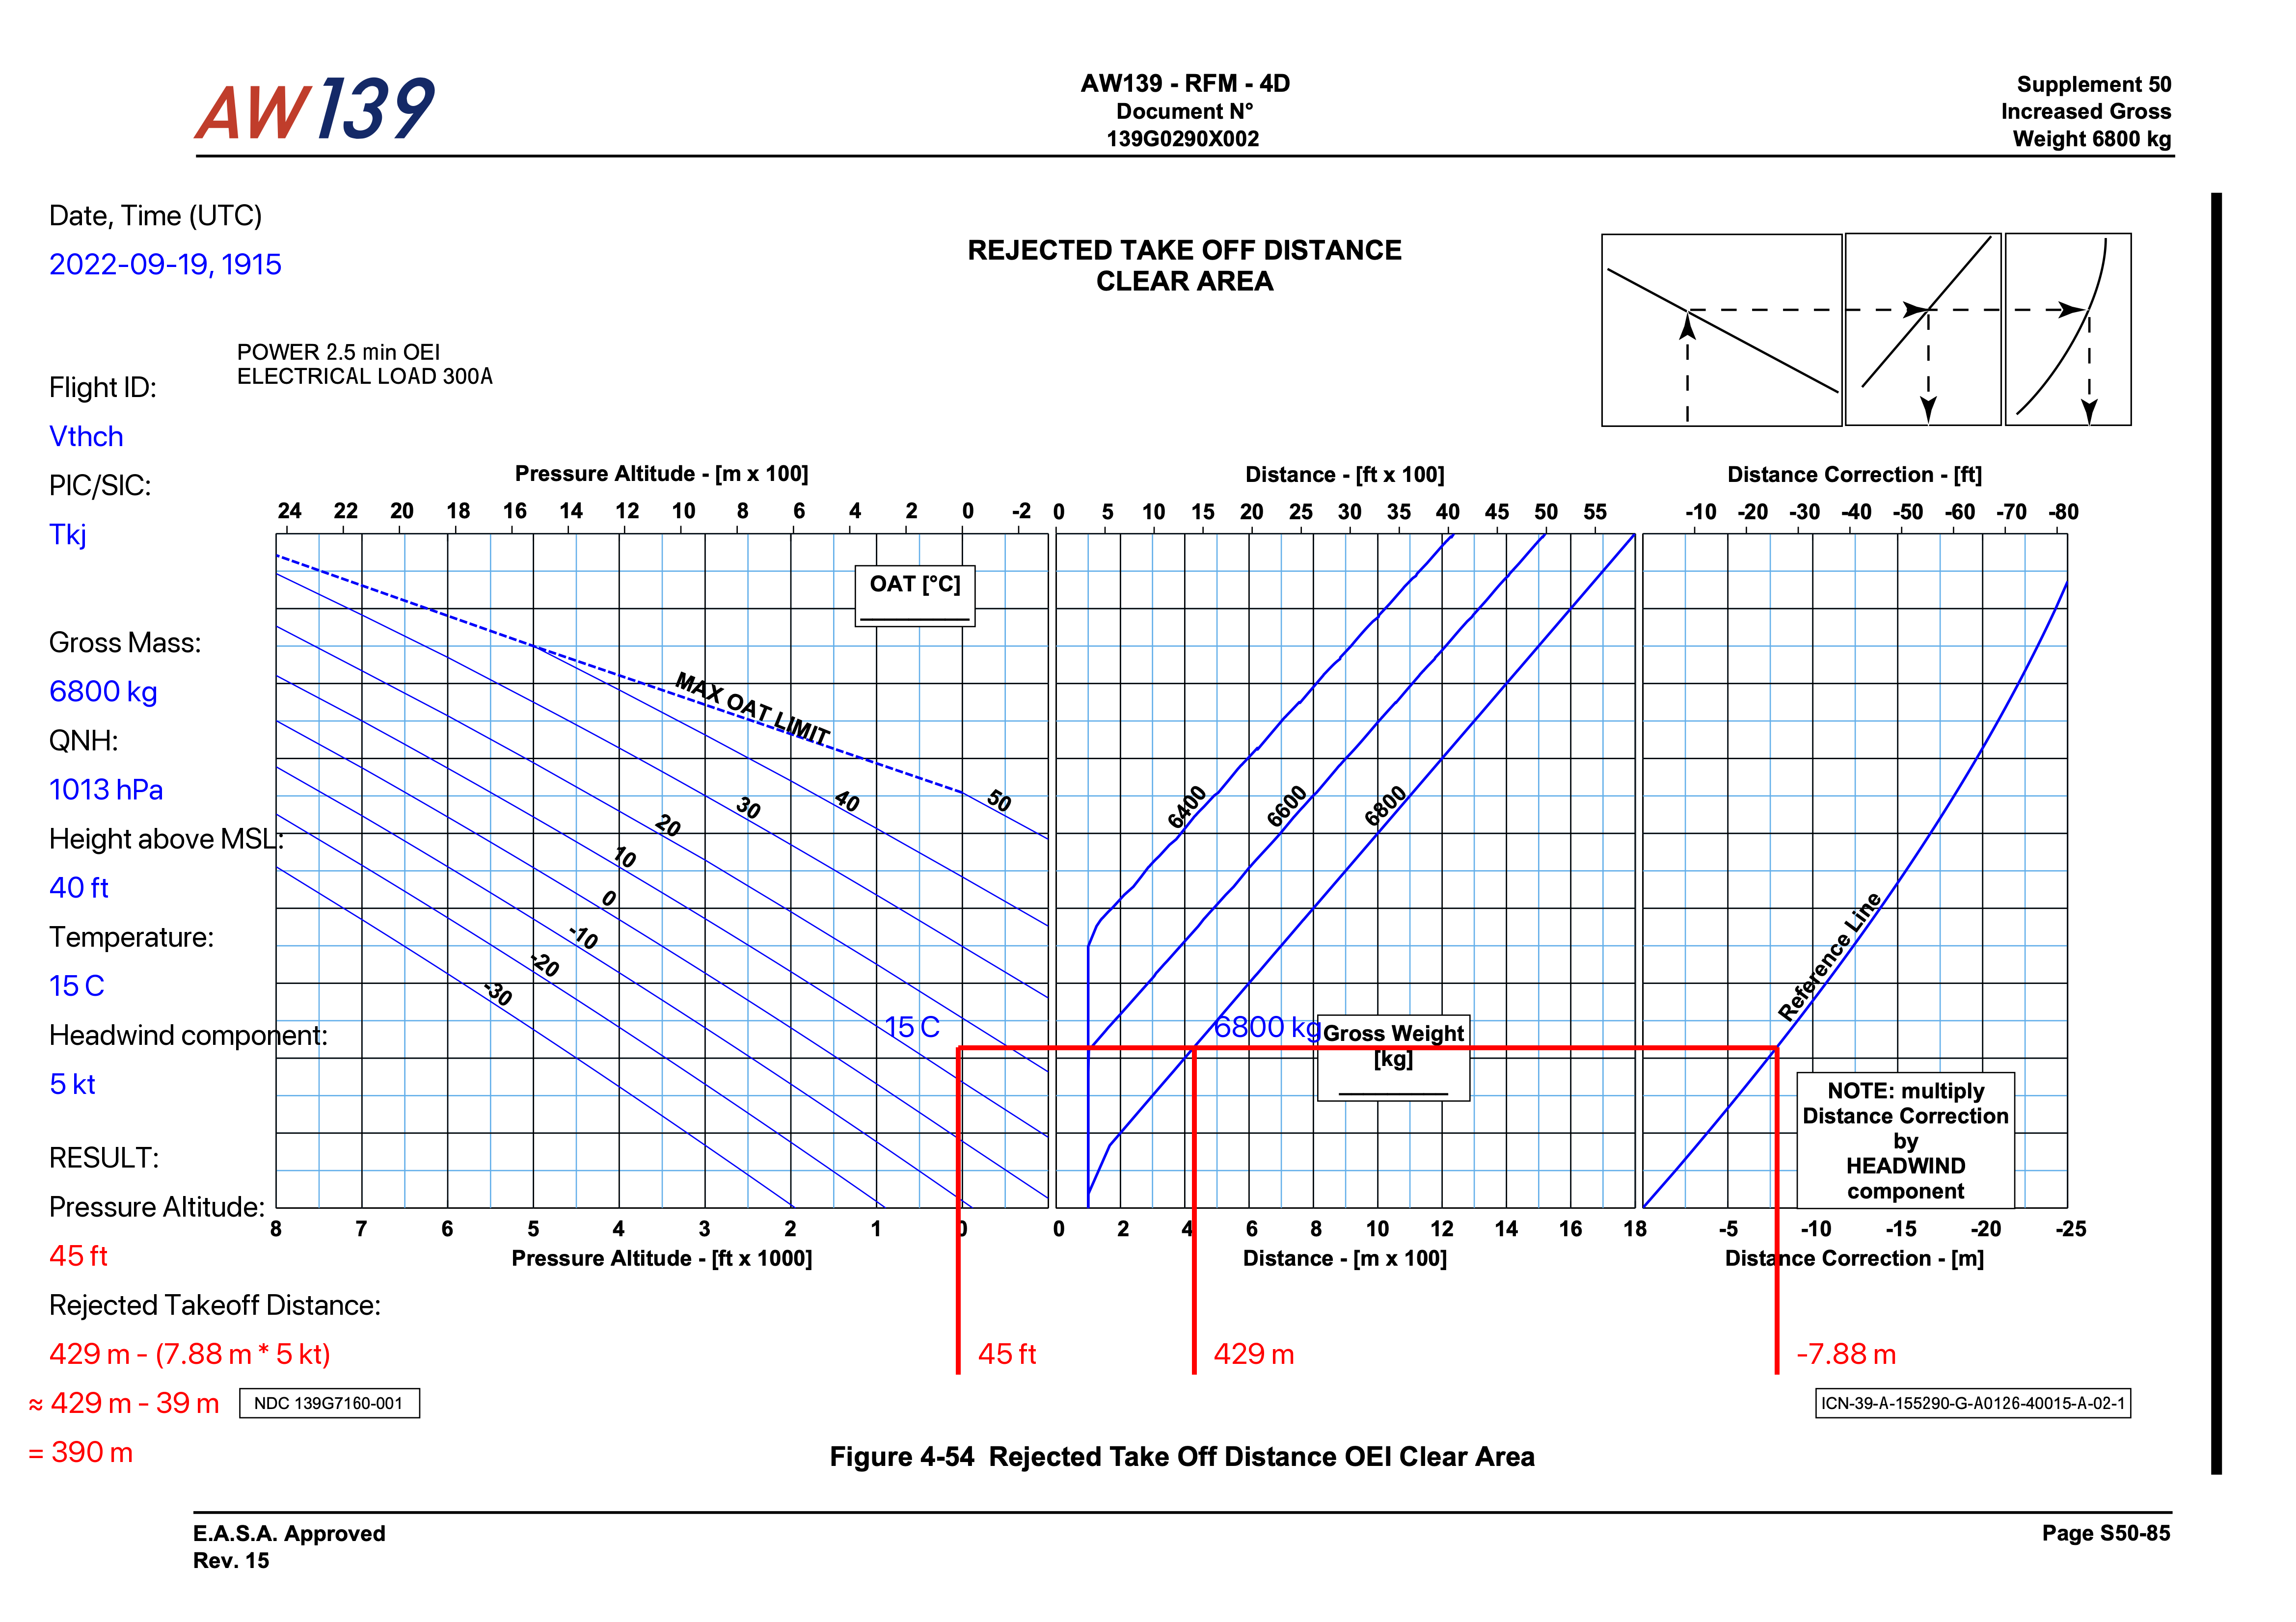 AW139
AW139 - RFM - 4D
Document N°
139G0290X002
Supplement 50
Increased Gross
Weight 6800 kg
Date, Time (UTC)
2022-09-19, 1915
REJECTED TAKE OFF DISTANCE
CLEAR AREA
POWER 2.5 min OEI
ELECTRICAL LOAD 300A
Flight ID:
Vthch
PIC/SIC:
Tkj
Gross Mass:
6800 kg
QNH:
1013 hPa
Height above MSL:
40 ft
Temperature:
15 C
Headwind component:
5 kt
RESULT:
Pressure Altitude:
45 ft
Rejected Takeoff Distance:
429 m - (7.88 m * 5 kt)
≈ 429 m - 39 m
= 390 m
Pressure Altitude - [m x 100]
24 22 20 18 16 14 12 10 8 6 4 2 0 -2
OAT [°C]
MAX OAT LIMIT
50
40
30
20
10
0
-10
-20
-30
15 C
8 7 6 5 4 3 2 1 0
Pressure Altitude - [ft x 1000]
45 ft
Distance - [ft x 100]
0 5 10 15 20 25 30 35 40 45 50 55
6400
6600
6800
6800 kg
Gross Weight
[kg]
0 2 4 6 8 10 12 14 16 18
Distance - [m x 100]
429 m
Distance Correction - [ft]
-10 -20 -30 -40 -50 -60 -70 -80
Reference Line
NOTE: multiply
Distance Correction
by
HEADWIND
component
-5 -10 -15 -20 -25
Distance Correction - [m]
-7.88 m
NDC 139G7160-001
ICN-39-A-155290-G-A0126-40015-A-02-1
Figure 4-54 Rejected Take Off Distance OEI Clear Area
E.A.S.A. Approved
Rev. 15
Page S50-85